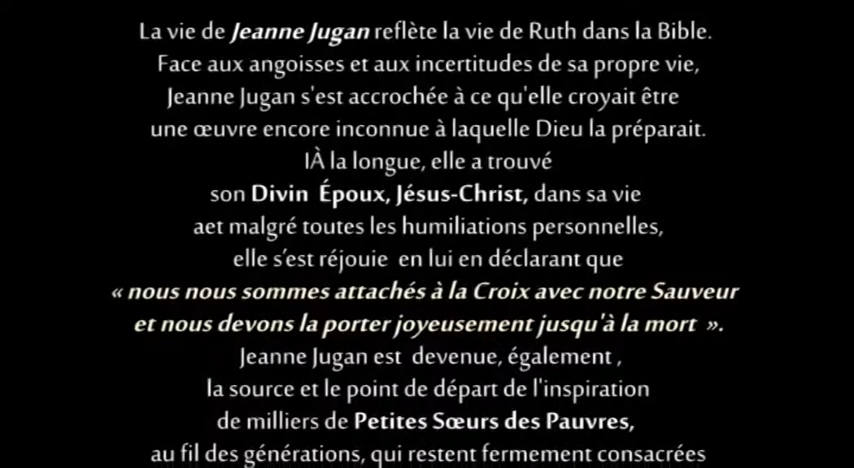 La vie de Jeanne Jugan reflète la vie de Ruth dans la Bible.
Face aux angoisses et aux incertitudes de sa propre vie,
Jeanne Jugan s'est accrochée à ce qu'elle croyait être
une œuvre encore inconnue à laquelle Dieu la préparait.
IÀ la longue, elle a trouvé
son Divin Époux, Jésus-Christ, dans sa vie
aet malgré toutes les humiliations personnelles,
elle s'est réjouie en lui en déclarant que
« nous nous sommes attachés à la Croix avec notre Sauveur
et nous devons la porter joyeusement jusqu'à la mort ».
Jeanne Jugan est devenue, également ,
la source et le point de départ de l'inspiration
de milliers de Petites Sœurs des Pauvres,
au fil des générations, qui restent fermement consacrées